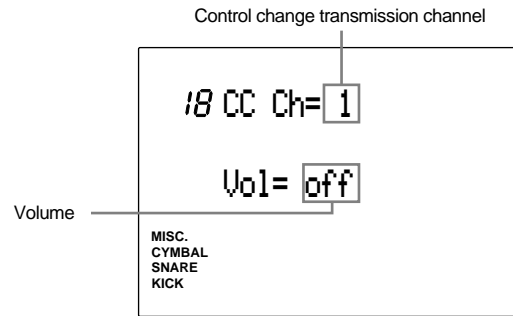 Control change transmission channel
18 CC Ch= 1
Vol= off
Volume
MISC.
CYMBAL
SNARE
KICK